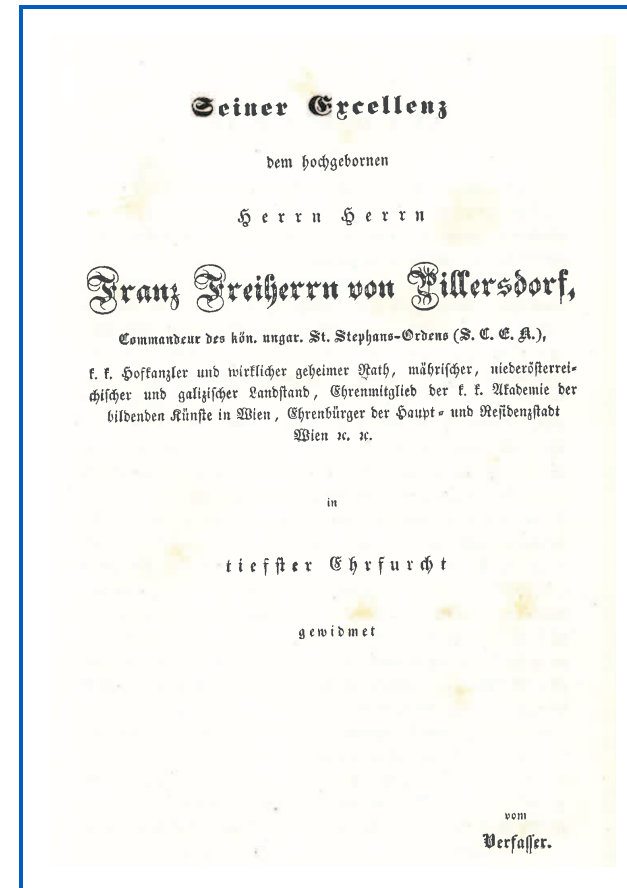 Seiner Excellenz
dem hochgebornen
Herrn Herrn
Franz Freiherrn von Pillersdorf,
Commandeur des kön. ungar. St. Stephans-Ordens (S. C. E. K.),
k. k. Hofkanzler und wirklicher geheimer Rath, mährischer, niederösterrei-
chischer und galizischer Landstand, Ehrenmitglied der k. k. Akademie der
bildenden Künste in Wien, Ehrenbürger der Haupt- und Residenzstadt
Wien ꝛc. ꝛc.
in
tiefster Ehrfurcht
gewidmet
vom
Verfasser.